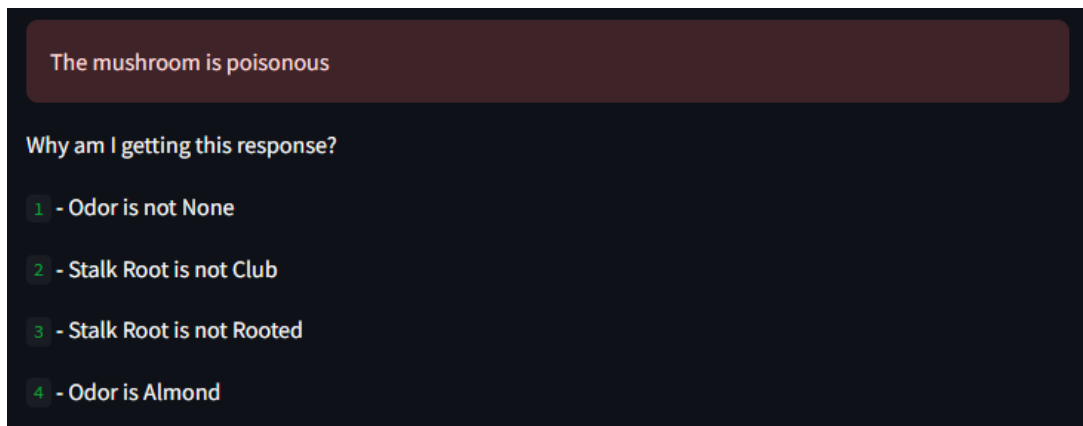 The mushroom is poisonous
Why am I getting this response?
1 - Odor is not None
2 - Stalk Root is not Club
3 - Stalk Root is not Rooted
4 - Odor is Almond